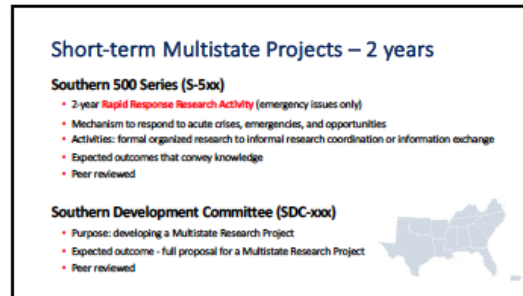 Short-term Multistate Projects – 2 years
Southern 500 Series (S-5xx)
• 2-year Rapid Response Research Activity (emergency issues only)
• Mechanism to respond to acute crises, emergencies, and opportunities
• Activities: formal organized research to informal research coordination or information exchange
• Expected outcomes that convey knowledge
• Peer reviewed
Southern Development Committee (SDC-xxx)
• Purpose: developing a Multistate Research Project
• Expected outcome - full proposal for a Multistate Research Project
• Peer reviewed